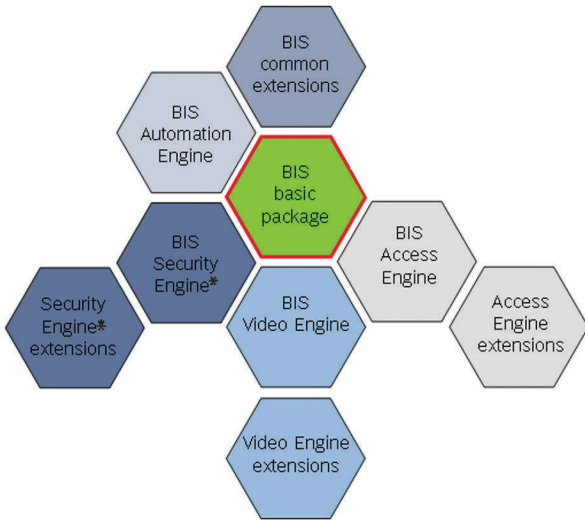 BIS
common
extensions
BIS
Automation
Engine
BIS
basic
package
BIS
Security
Engine*
BIS
Access
Engine
Security
Engine*
extensions
BIS
Video Engine
Access
Engine
extensions
Video Engine
extensions